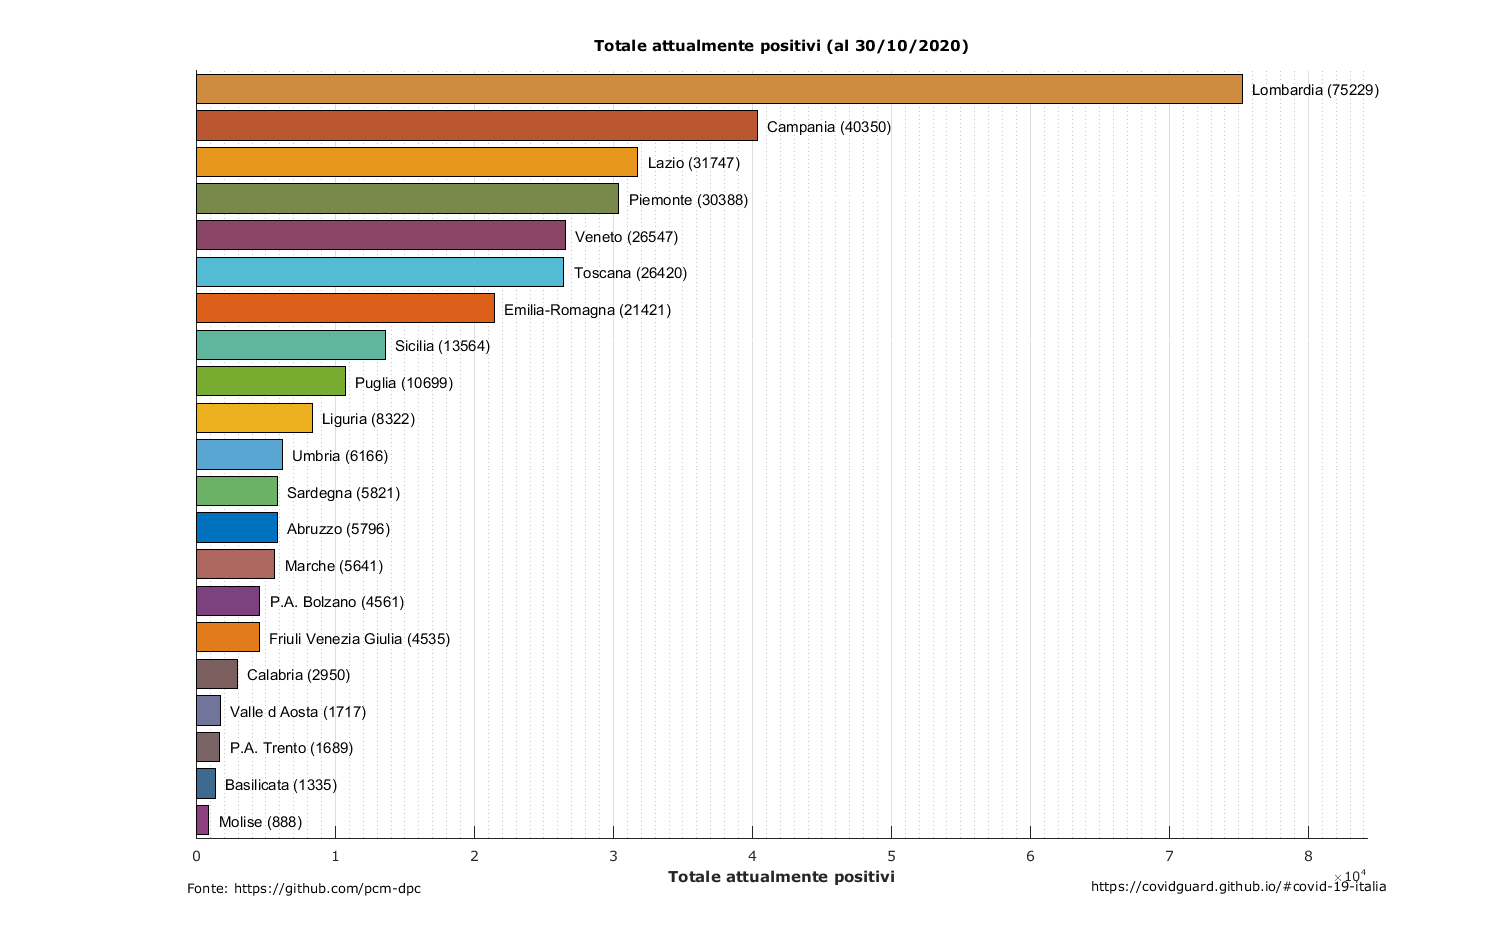 Totale attualmente positivi (al 30/10/2020)
Lombardia (75229)
Campania (40350)
Lazio (31747)
Piemonte (30388)
Veneto (26547)
Toscana (26420)
Emilia-Romagna (21421)
Sicilia (13564)
Puglia (10699)
Liguria (8322)
Umbria (6166)
Sardegna (5821)
Abruzzo (5796)
Marche (5641)
P.A. Bolzano (4561)
Friuli Venezia Giulia (4535)
Calabria (2950)
Valle d Aosta (1717)
P.A. Trento (1689)
Basilicata (1335)
Molise (888)
0 1 2 3 4 5 6 7 8
×10⁴
Totale attualmente positivi
Fonte: https://github.com/pcm-dpc
https://covidguard.github.io/#covid-19-italia